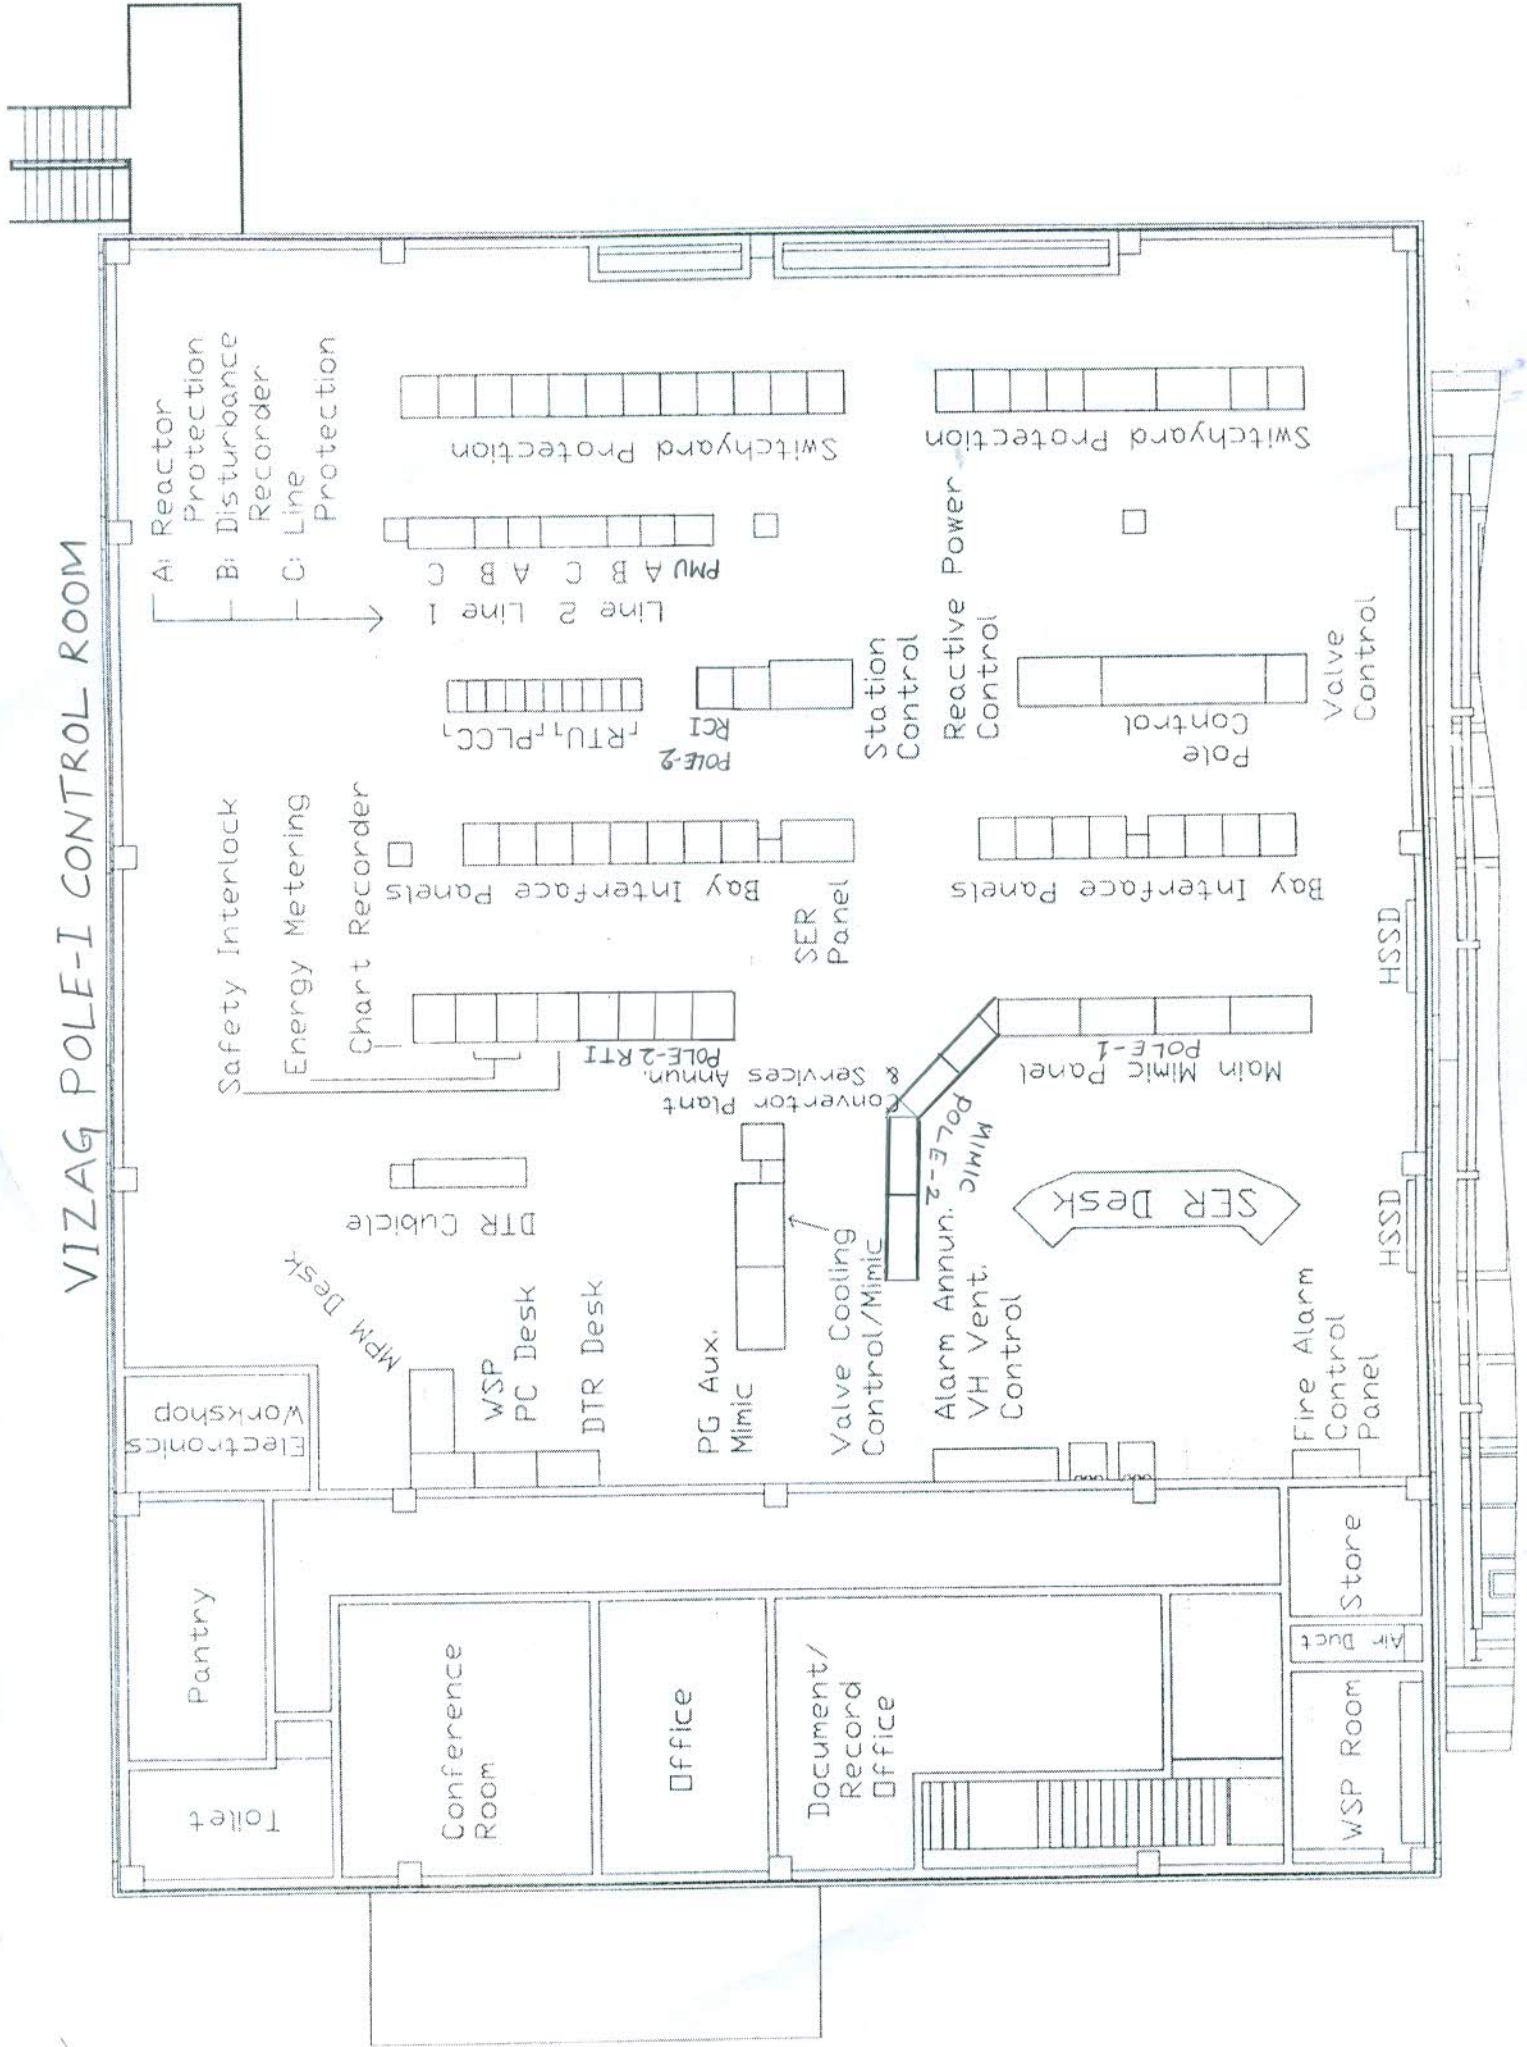 VIZAG POLE-I CONTROL ROOM
A: Reactor
Protection
B: Disturbance
Recorder
C: Line
Protection
Switchyard Protection
Switchyard Protection
C B A C B A PMU
Line 1 Line 2
Reactive Power
Control
Station
Control
RTU, PLCC
RCI
POLE-2
Pole
Control
Valve
Control
Safety Interlock
Energy Metering
Chart Recorder
Bay Interface Panels
SER
Panel
Bay Interface Panels
HSSD
POLE-2 RTI
Convertor Plant
& Services Annun.
Main Mimic Panel
POLE-1
POLE-2
MIMIC
DTR Cubicle
MPM Desk
WSP
PC Desk
DTR Desk
PG Aux.
Mimic
Valve Cooling
Control/Mimic
Alarm Annun.
VH Vent.
Control
SER Desk
HSSD
Fire Alarm
Control
Panel
Electronics
Workshop
Pantry
Toilet
Conference
Room
Office
Document/
Record
Office
Store
Air Duct
WSP Room